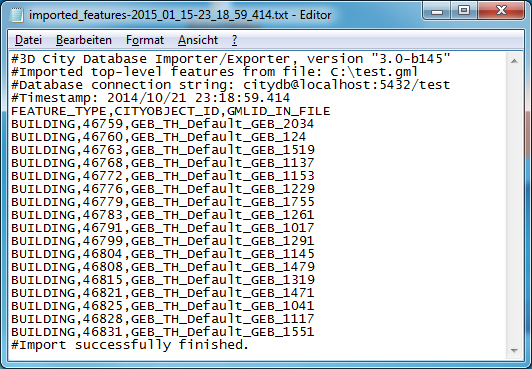 imported_features-2015_01_15-23_18_59_414.txt - Editor
Datei Bearbeiten Format Ansicht ?
#3D City Database Importer/Exporter, version "3.0-b145"
#Imported top-level features from file: C:\test.gml
#Database connection string: citydb@localhost:5432/test
#Timestamp: 2014/10/21 23:18:59.414
FEATURE_TYPE,CITYOBJECT_ID,GMLID_IN_FILE
BUILDING,46759,GEB_TH_Default_GEB_2034
BUILDING,46760,GEB_TH_Default_GEB_124
BUILDING,46763,GEB_TH_Default_GEB_1519
BUILDING,46768,GEB_TH_Default_GEB_1137
BUILDING,46772,GEB_TH_Default_GEB_1153
BUILDING,46776,GEB_TH_Default_GEB_1229
BUILDING,46779,GEB_TH_Default_GEB_1755
BUILDING,46783,GEB_TH_Default_GEB_1261
BUILDING,46791,GEB_TH_Default_GEB_1017
BUILDING,46799,GEB_TH_Default_GEB_1291
BUILDING,46804,GEB_TH_Default_GEB_1145
BUILDING,46808,GEB_TH_Default_GEB_1479
BUILDING,46815,GEB_TH_Default_GEB_1319
BUILDING,46821,GEB_TH_Default_GEB_1471
BUILDING,46825,GEB_TH_Default_GEB_1041
BUILDING,46828,GEB_TH_Default_GEB_1117
BUILDING,46831,GEB_TH_Default_GEB_1551
#Import successfully finished.